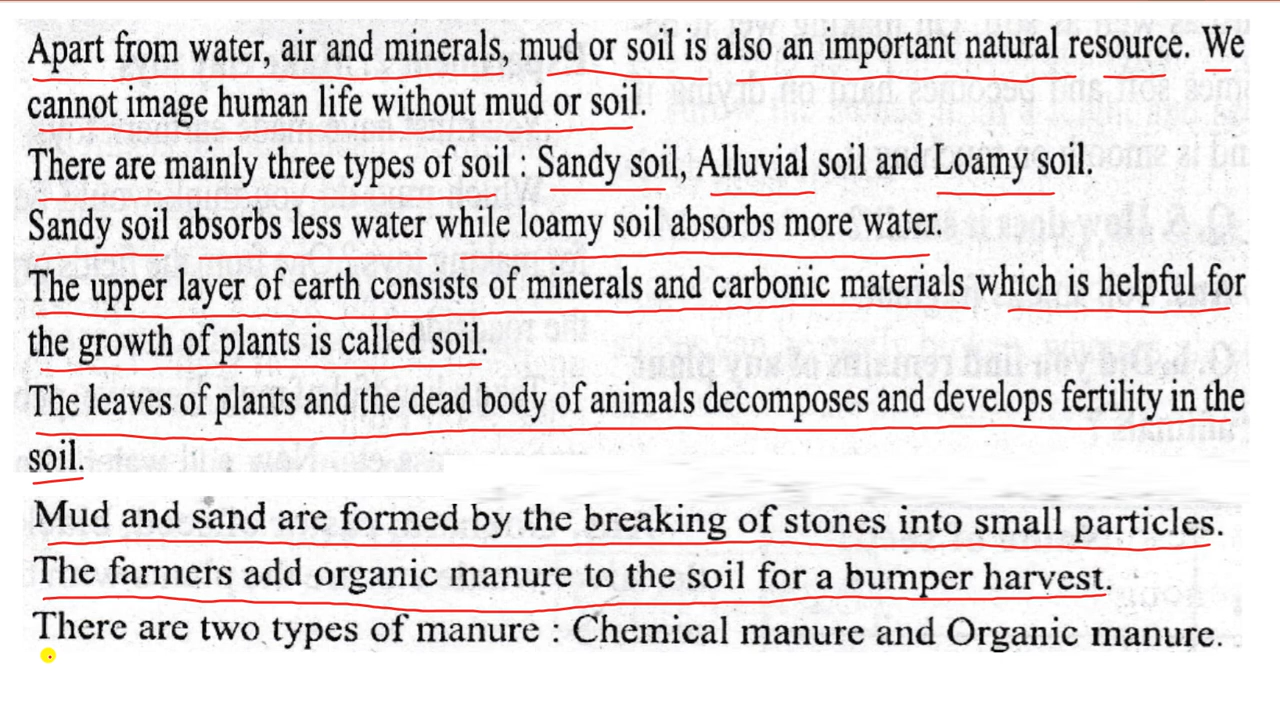 Apart from water, air and minerals, mud or soil is also an important natural resource. We
cannot image human life without mud or soil.
There are mainly three types of soil : Sandy soil, Alluvial soil and Loamy soil.
Sandy soil absorbs less water while loamy soil absorbs more water.
The upper layer of earth consists of minerals and carbonic materials which is helpful for
the growth of plants is called soil.
The leaves of plants and the dead body of animals decomposes and develops fertility in the
soil.
Mud and sand are formed by the breaking of stones into small particles.
The farmers add organic manure to the soil for a bumper harvest.
There are two types of manure : Chemical manure and Organic manure.